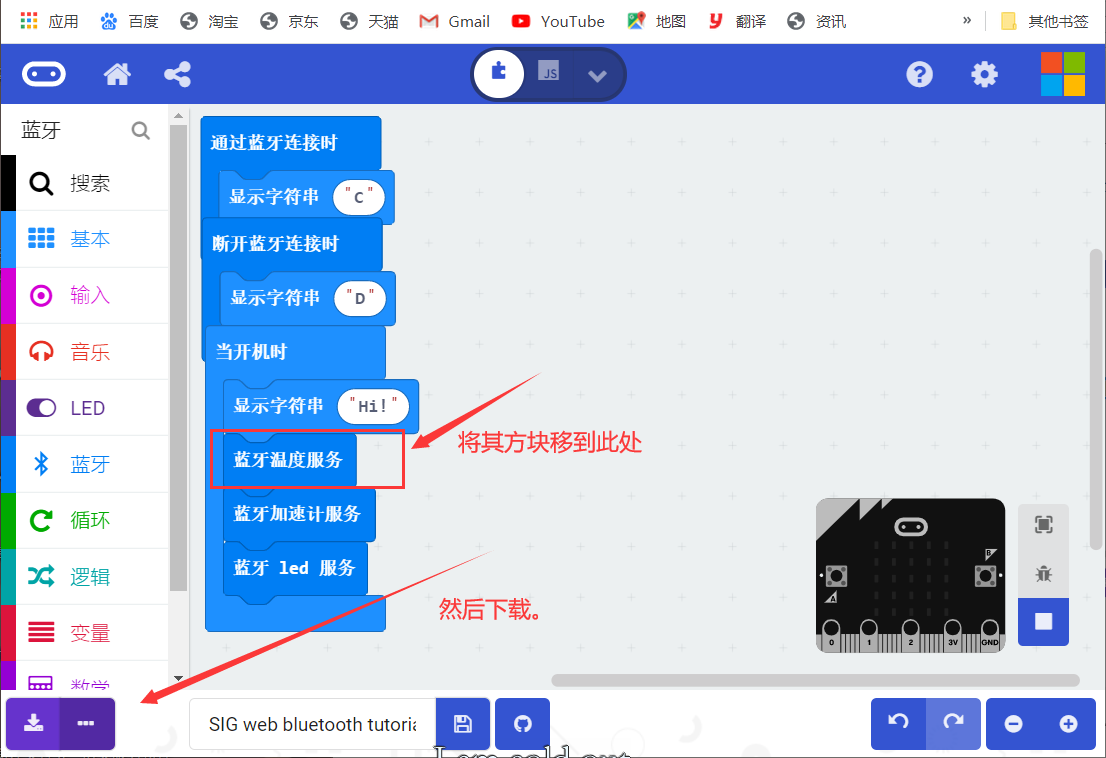 应用 百度 淘宝 京东 天猫 Gmail YouTube 地图 翻译 资讯 » 其他书签
JS
蓝牙
搜索
基本
输入
音乐
LED
蓝牙
循环
逻辑
变量
数学
通过蓝牙连接时
显示字符串 "C"
断开蓝牙连接时
显示字符串 "D"
当开机时
显示字符串 "Hi!"
蓝牙温度服务
蓝牙加速计服务
蓝牙 led 服务
将其方块移到此处
然后下载。
B
A
0 1 2 3V GND
SIG web bluetooth tutoria